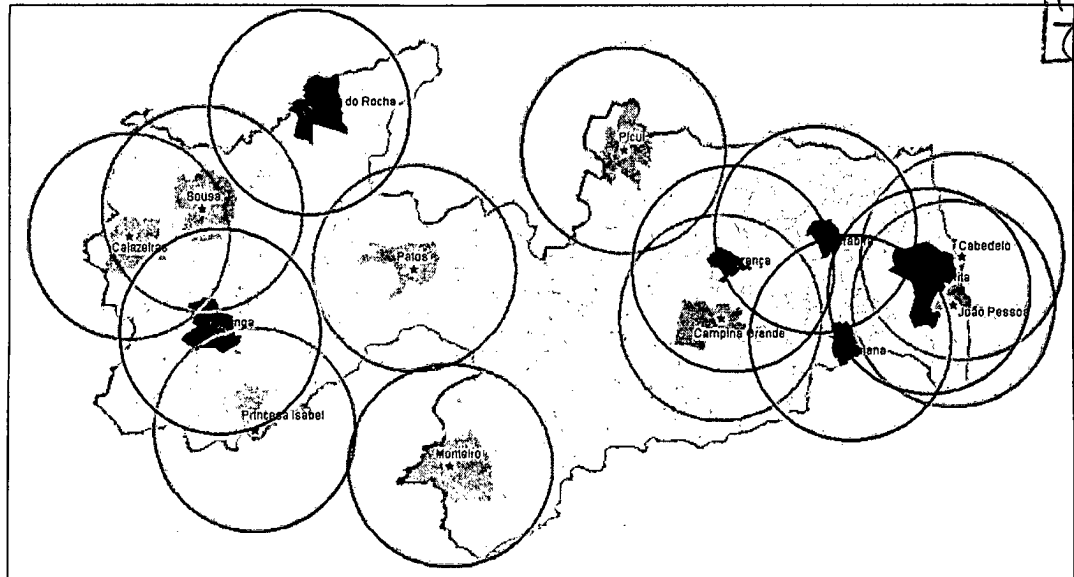 do Rocha
Picuí
Sousa
Cajazeiras
Patos
Cabedelo
João Pessoa
Campina Grande
Princesa Isabel
Monteiro